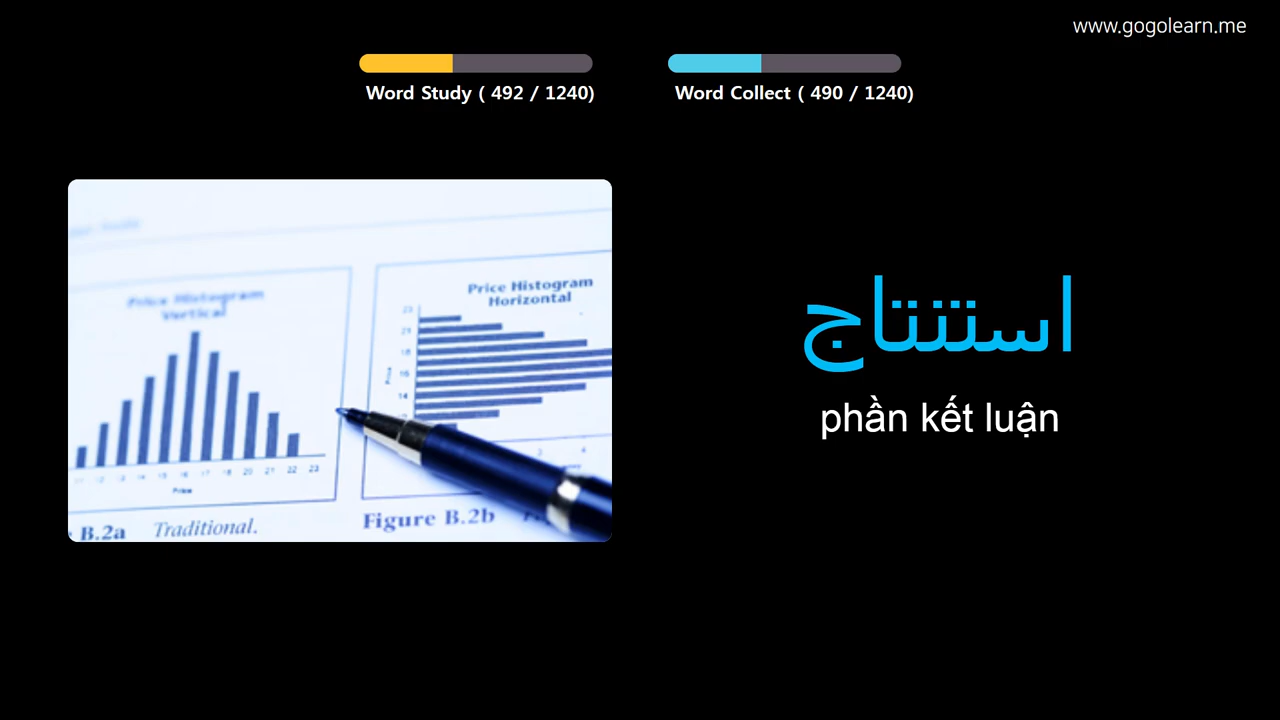 www.gogolearn.me
Word Study ( 492 / 1240)
Word Collect ( 490 / 1240)
Price Histogram
Vertical
Price Histogram
Horizontal
استنتاج
phần kết luận
Price
B.2a Traditional.
Figure B.2b